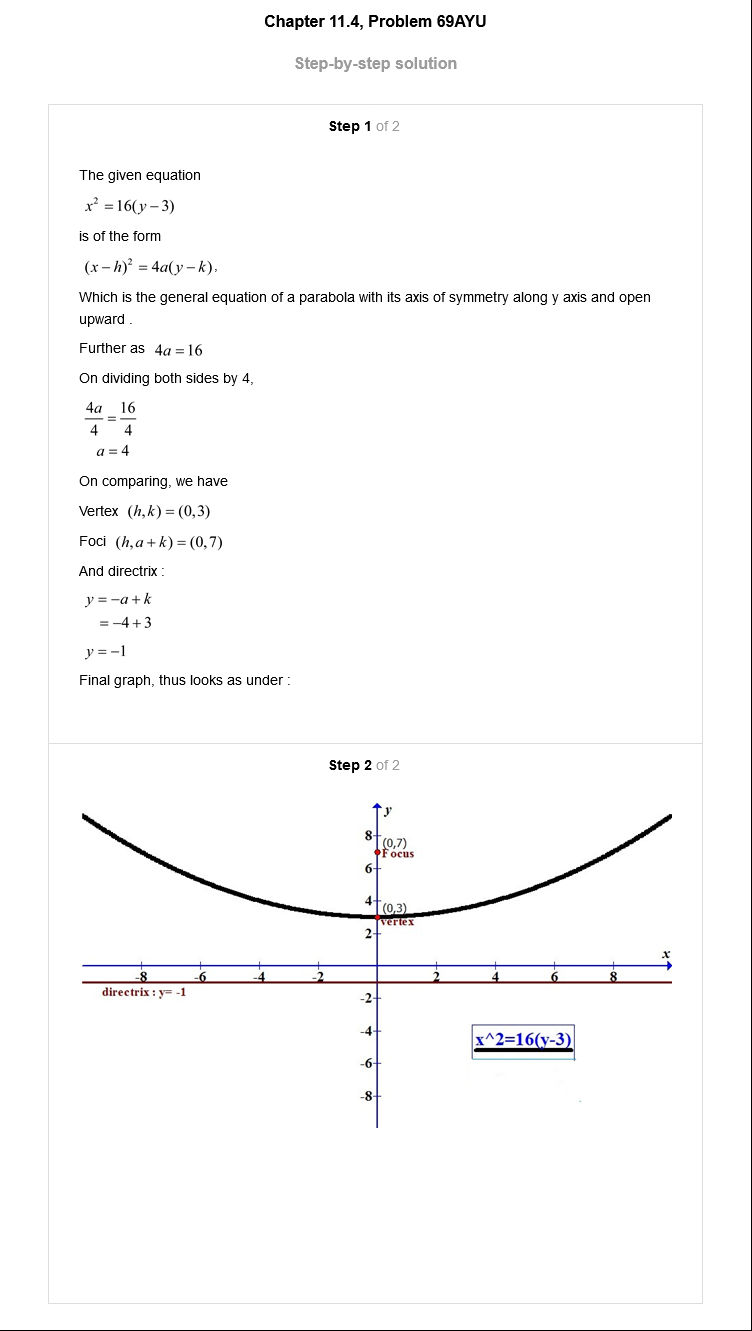 Chapter 11.4, Problem 69AYU
Step-by-step solution
Step 1 of 2
The given equation
x² = 16(y − 3)
is of the form
(x − h)² = 4a(y − k),
Which is the general equation of a parabola with its axis of symmetry along y axis and open
upward .
Further as 4a = 16
On dividing both sides by 4,
4a/4 = 16/4
a = 4
On comparing, we have
Vertex (h, k) = (0, 3)
Foci (h, a + k) = (0, 7)
And directrix :
y = −a + k
= −4 + 3
y = −1
Final graph, thus looks as under :
Step 2 of 2
y
8
(0,7)
Focus
6
4
(0,3)
vertex
2
x
-8 -6 -4 -2 2 4 6 8
directrix : y= -1
-2
-4
x^2=16(y-3)
-6
-8